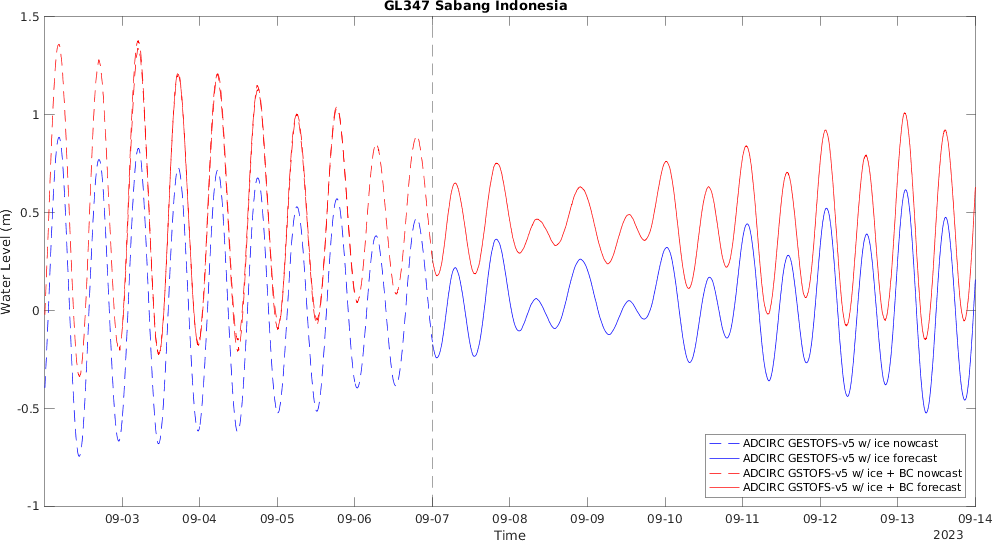 GL347 Sabang Indonesia
Water Level (m)
1.5
1
0.5
0
-0.5
-1
ADCIRC GESTOFS-v5 w/ ice nowcast
ADCIRC GESTOFS-v5 w/ ice forecast
ADCIRC GSTOFS-v5 w/ ice + BC nowcast
ADCIRC GSTOFS-v5 w/ ice + BC forecast
09-03 09-04 09-05 09-06 09-07 09-08 09-09 09-10 09-11 09-12 09-13 09-14
Time
2023